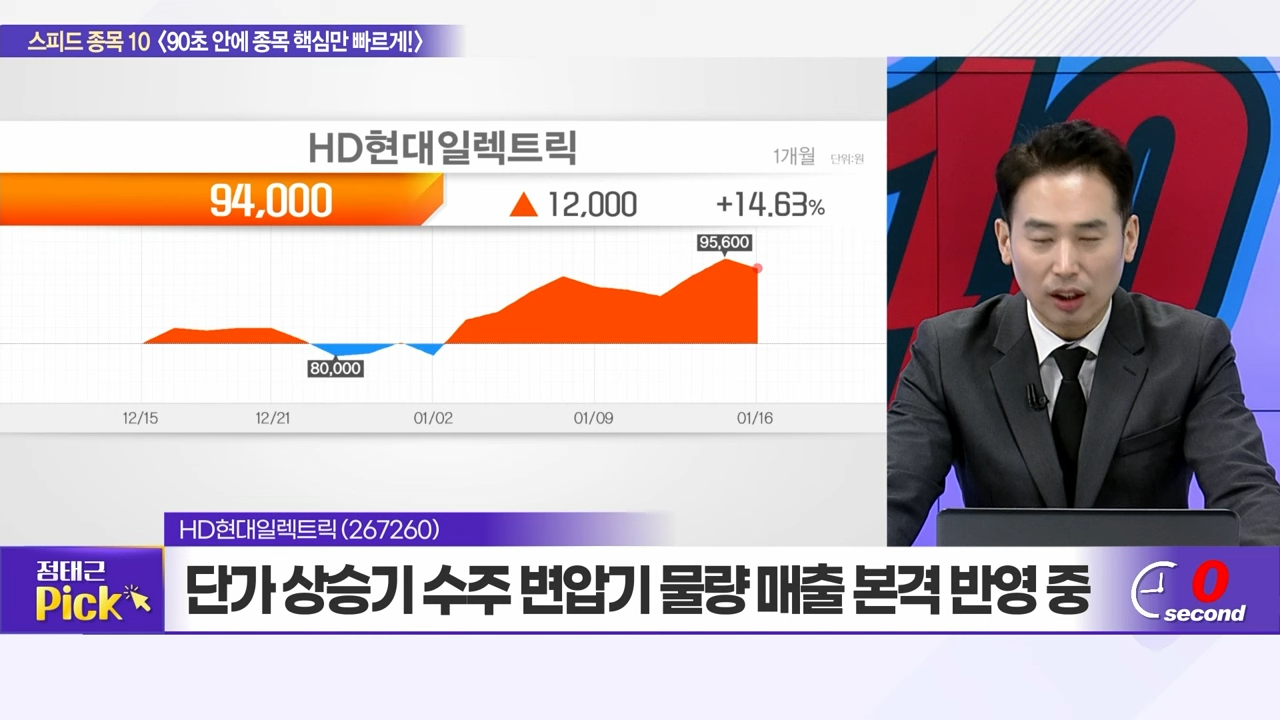 스피드 종목 10 <90초 안에 종목 핵심만 빠르게!>
HD현대일렉트릭
1개월 단위:원
94,000 ▲ 12,000 +14.63%
95,600
80,000
12/15 12/21 01/02 01/09 01/16
HD현대일렉트릭(267260)
정태근
Pick
단가 상승기 수주 변압기 물량 매출 본격 반영 중
0
second